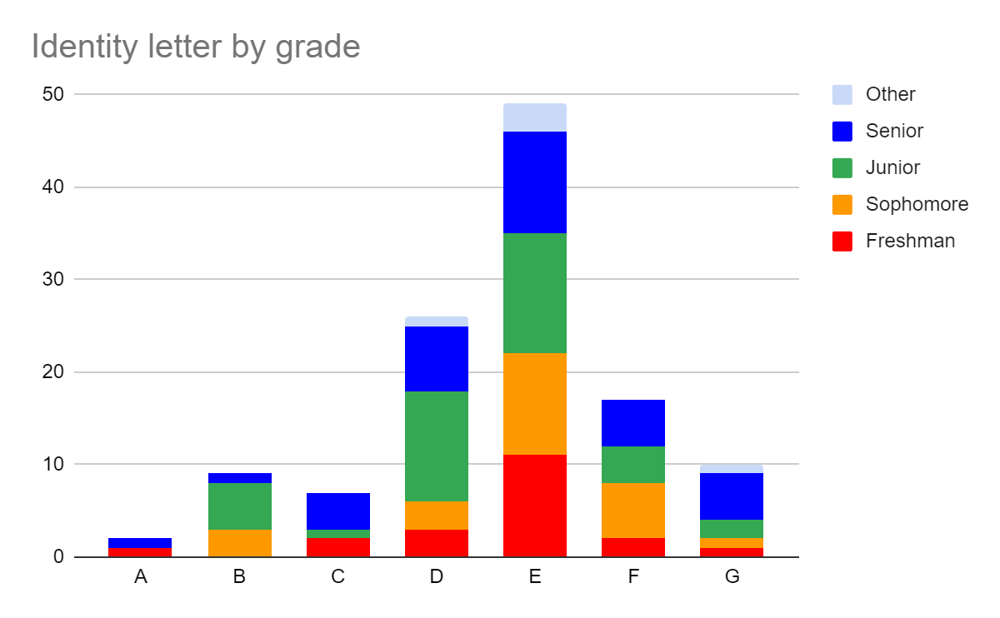 Identity letter by grade
50
40
30
20
10
0
A B C D E F G
Other
Senior
Junior
Sophomore
Freshman